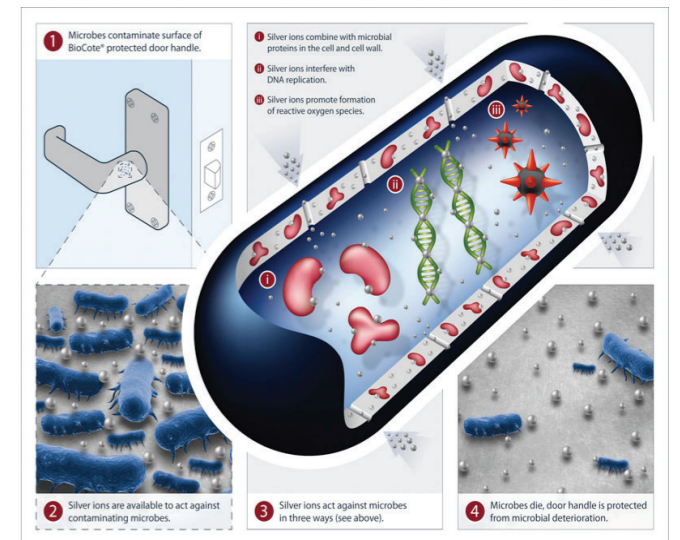 1 Microbes contaminate surface of
BioCote® protected door handle.
i Silver ions combine with microbial
proteins in the cell and cell wall.
ii Silver ions interfere with
DNA replication.
iii Silver ions promote formation
of reactive oxygen species.
iii
ii
i
2 Silver ions are available to act against
contaminating microbes.
3 Silver ions act against microbes
in three ways (see above).
4 Microbes die, door handle is protected
from microbial deterioration.